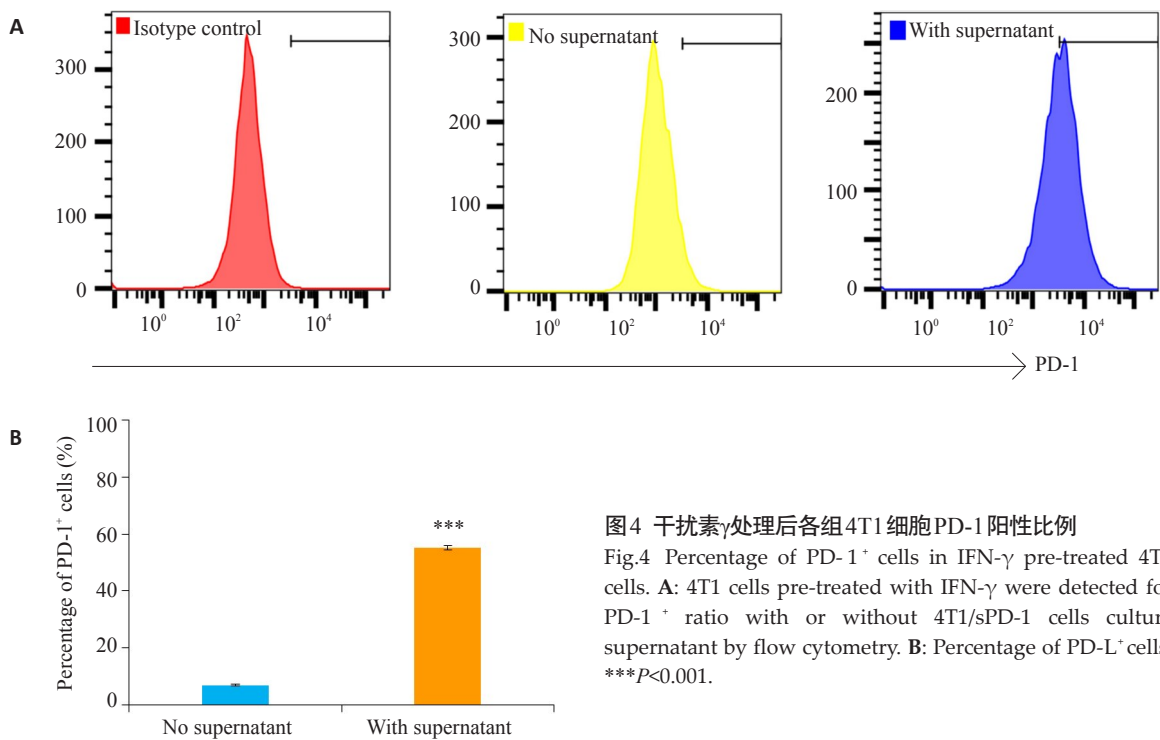 A
Isotype control
300
200
100
0
10⁰ 10² 10⁴
No supernatant
300
200
100
0
10⁰ 10² 10⁴
With supernatant
200
100
0
10⁰ 10² 10⁴
PD-1
B
Percentage of PD-1⁺ cells (%)
100
80
60
40
20
0
***
No supernatant With supernatant
图4 干扰素γ处理后各组4T1细胞PD-1阳性比例
Fig.4 Percentage of PD-1⁺ cells in IFN-γ pre-treated 4T
cells. A: 4T1 cells pre-treated with IFN-γ were detected fo
PD-1⁺ ratio with or without 4T1/sPD-1 cells cultur
supernatant by flow cytometry. B: Percentage of PD-L⁺cells
***P<0.001.